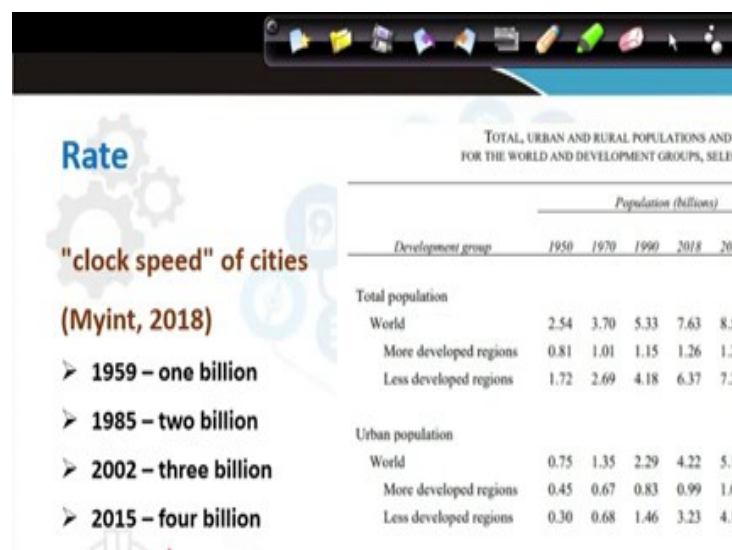 Rate
"clock speed" of cities
(Myint, 2018)
➢ 1959 – one billion
➢ 1985 – two billion
➢ 2002 – three billion
➢ 2015 – four billion
TOTAL, URBAN AND RURAL POPULATIONS AND
FOR THE WORLD AND DEVELOPMENT GROUPS,
Population (billions)
Development group 1950 1970 1990 2018
Total population
World 2.54 3.70 5.33 7.63
More developed regions 0.81 1.01 1.15 1.26
Less developed regions 1.72 2.69 4.18 6.37
Urban population
World 0.75 1.35 2.29 4.22
More developed regions 0.45 0.67 0.83 0.99
Less developed regions 0.30 0.68 1.46 3.23